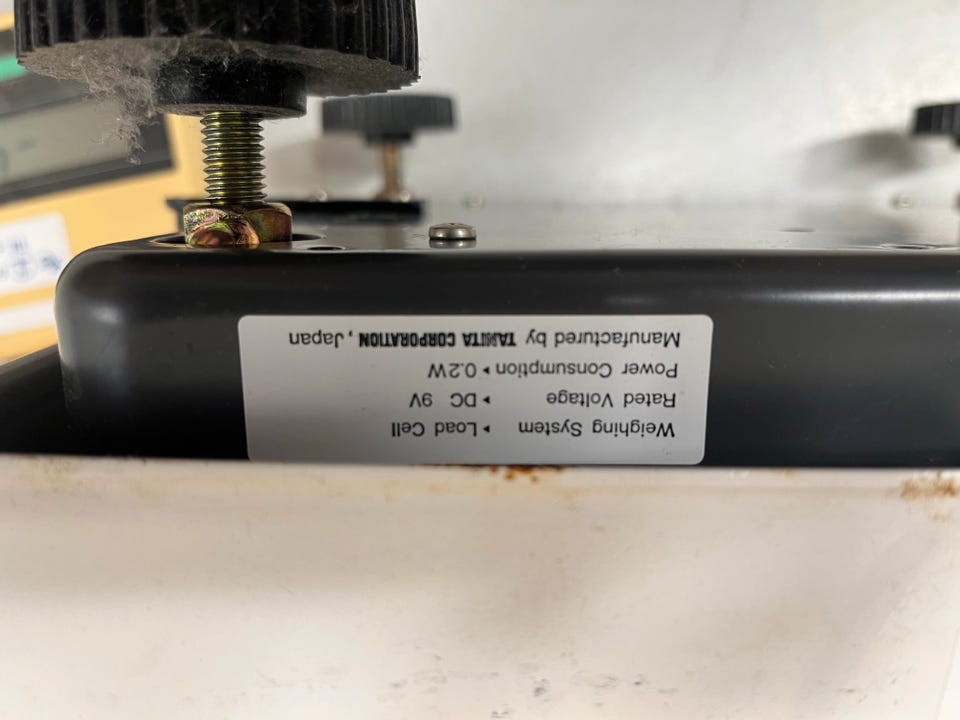 Weighing System ▸ Load Cell
Rated Voltage ▸ DC 9V
Power Consumption ▸ 0.2W
Manufactured by TANITA CORPORATION, Japan